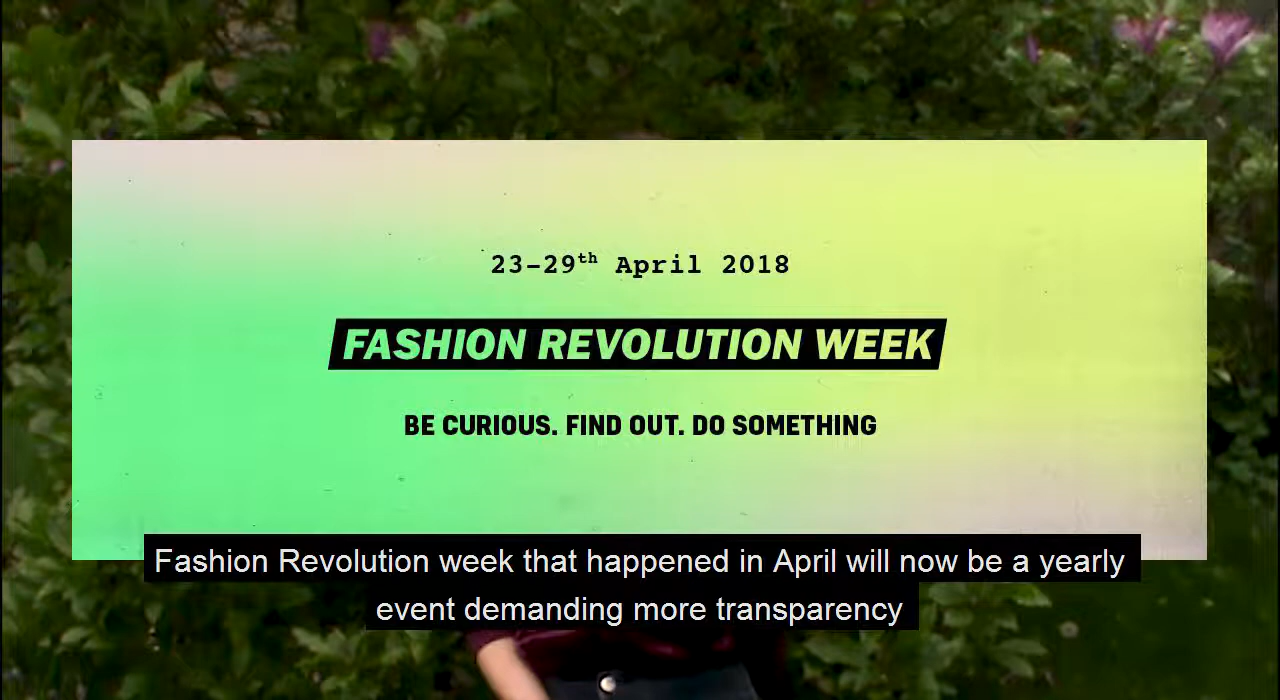 23-29th April 2018
FASHION REVOLUTION WEEK
BE CURIOUS. FIND OUT. DO SOMETHING
Fashion Revolution week that happened in April will now be a yearly
event demanding more transparency